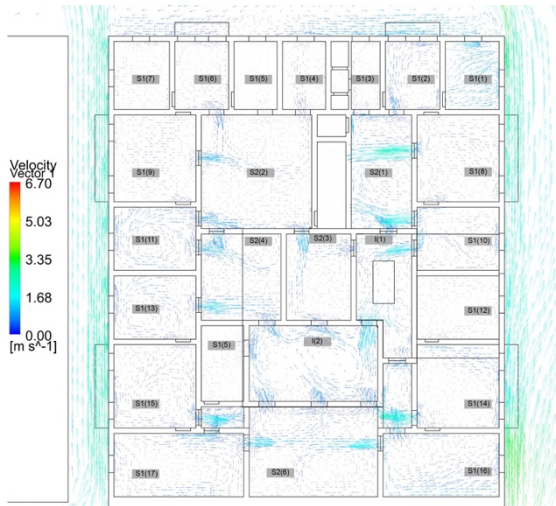 S1(7)
S1(6)
S1(5)
S1(4)
S1(3)
S1(2)
S1(1)
S1(9)
S2(2)
S2(1)
S1(8)
Velocity
Vector 1
6.70
5.03
3.35
1.68
0.00
[m s^-1]
S1(11)
S2(4)
S2(3)
I(1)
S1(10)
S1(13)
S1(12)
S1(5)
I(2)
S1(15)
S1(14)
S1(17)
S2(6)
S1(16)